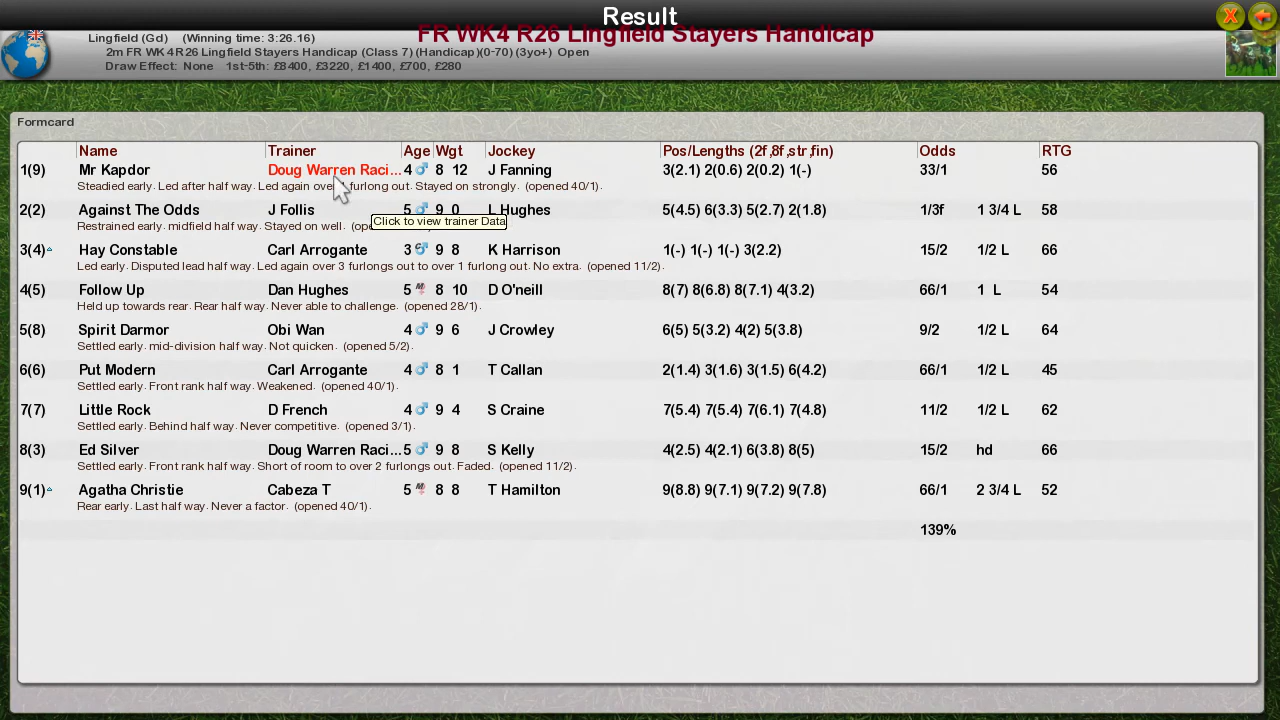 Result
FR WK4 R26 Lingfield Stayers Handicap
Lingfield (Gd) (Winning time: 3:26.16)
2m FR WK4 R26 Lingfield Stayers Handicap (Class 7) (Handicap)(0-70) (3yo+) Open
Draw Effect: None 1st-5th: £8400, £3220, £1400, £700, £280
Formcard
Name Trainer Age Wgt Jockey Pos/Lengths (2f,8f,str,fin) Odds RTG
1(9) Mr Kapdor Doug Warren Raci... 4 8 12 J Fanning 3(2.1) 2(0.6) 2(0.2) 1(-) 33/1 56
Steadied early. Led after half way. Led again over furlong out. Stayed on strongly. (opened 40/1).
2(2) Against The Odds J Follis 5 9 0 L Hughes 5(4.5) 6(3.3) 5(2.7) 2(1.8) 1/3f 1 3/4 L 58
Click to view trainer Data
Restrained early. midfield half way. Stayed on well.
3(4) Hay Constable Carl Arrogante 3 9 8 K Harrison 1(-) 1(-) 1(-) 3(2.2) 15/2 1/2 L 66
Led early. Disputed lead half way. Led again over 3 furlongs out to over 1 furlong out. No extra. (opened 11/2).
4(5) Follow Up Dan Hughes 5 8 10 D O'neill 8(7) 8(6.8) 8(7.1) 4(3.2) 66/1 1 L 54
Held up towards rear. Rear half way. Never able to challenge. (opened 28/1).
5(8) Spirit Darmor Obi Wan 4 9 6 J Crowley 6(5) 5(3.2) 4(2) 5(3.8) 9/2 1/2 L 64
Settled early. mid-division half way. Not quicken. (opened 5/2).
6(6) Put Modern Carl Arrogante 4 8 1 T Callan 2(1.4) 3(1.6) 3(1.5) 6(4.2) 66/1 1/2 L 45
Settled early. Front rank half way. Weakened. (opened 40/1).
7(7) Little Rock D French 4 9 4 S Craine 7(5.4) 7(5.4) 7(6.1) 7(4.8) 11/2 1/2 L 62
Settled early. Behind half way. Never competitive. (opened 3/1).
8(3) Ed Silver Doug Warren Raci... 5 9 8 S Kelly 4(2.5) 4(2.1) 6(3.8) 8(5) 15/2 hd 66
Settled early. Front rank half way. Short of room to over 2 furlongs out. Faded. (opened 11/2).
9(1) Agatha Christie Cabeza T 5 8 8 T Hamilton 9(8.8) 9(7.1) 9(7.2) 9(7.8) 66/1 2 3/4 L 52
Rear early. Last half way. Never a factor. (opened 40/1).
139%